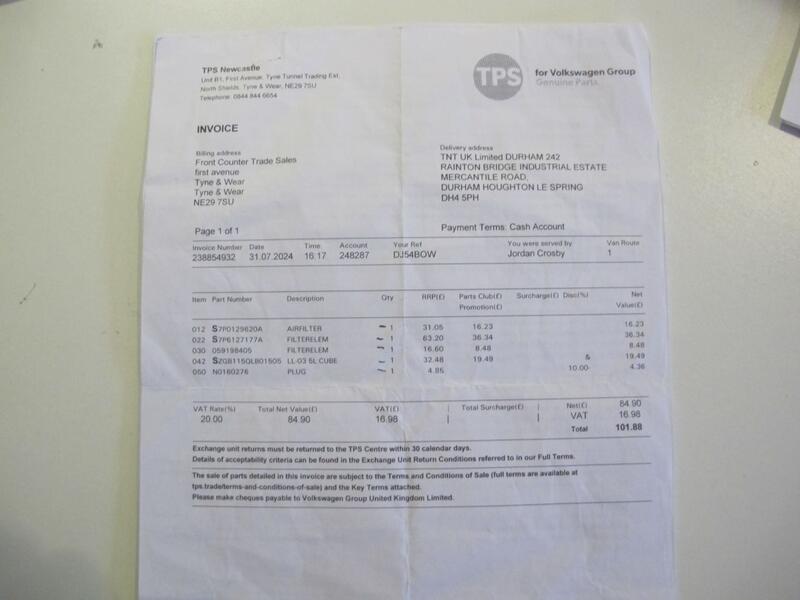 TPS Newcastle
Unit B1, First Avenue, Tyne Tunnel Trading Est,
North Shields, Tyne & Wear, NE29 7SU
Telephone: 0844 844 6654
TPS for Volkswagen Group
Genuine Parts
INVOICE
Billing address
Front Counter Trade Sales
first avenue
Tyne & Wear
Tyne & Wear
NE29 7SU
Delivery address
TNT UK Limited DURHAM 242
RAINTON BRIDGE INDUSTRIAL ESTATE
MERCANTILE ROAD,
DURHAM HOUGHTON LE SPRING
DH4 5PH
Page 1 of 1
Payment Terms: Cash Account
Invoice Number Date Time Account Your Ref You were served by Van Route
238854932 31.07.2024 16.17 248287 DJ54BOW Jordan Crosby 1
Item Part Number Description Qty RRP(£) Parts Club(£) Promotion(£) Surcharge(£) Disc(%) Net Value(£)
012 S7P0129620A AIRFILTER 1 31.05 16.23 16.23
022 S7P6127177A FILTERELEM 1 63.20 36.34 36.34
030 059198405 FILTERELEM 1 16.60 8.48 8.48
042 SZGB115QLB01505 LL-03 5L CUBE 1 32.48 19.49 & 19.49
050 N0160276 PLUG 1 4.85 10.00- 4.36
VAT Rate(%) Total Net Value(£) VAT(£) Total Surcharge(£) Net(£) 84.90
20.00 84.90 16.98 VAT 16.98
Total 101.88
Exchange unit returns must be returned to the TPS Centre within 30 calendar days.
Details of acceptability criteria can be found in the Exchange Unit Return Conditions referred to in our Full Terms.
The sale of parts detailed in this invoice are subject to the Terms and Conditions of Sale (full terms are available at
tps.trade/terms-and-conditions-of-sale) and the Key Terms attached.
Please make cheques payable to Volkswagen Group United Kingdom Limited.